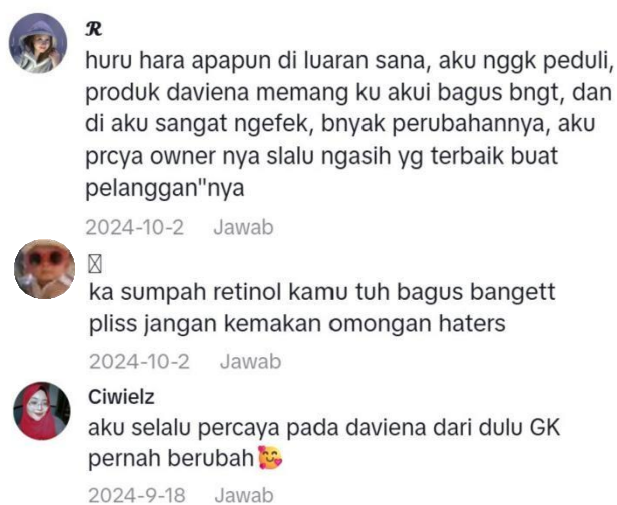 R
huru hara apapun di luaran sana, aku nggk peduli,
produk daviena memang ku akui bagus bngt, dan
di aku sangat ngefek, bnyak perubahannya, aku
prcya owner nya slalu ngasih yg terbaik buat
pelanggan"nya
2024-10-2 Jawab
ka sumpah retinol kamu tuh bagus bangett
pliss jangan kemakan omongan haters
2024-10-2 Jawab
Ciwielz
aku selalu percaya pada daviena dari dulu GK
pernah berubah🥰
2024-9-18 Jawab